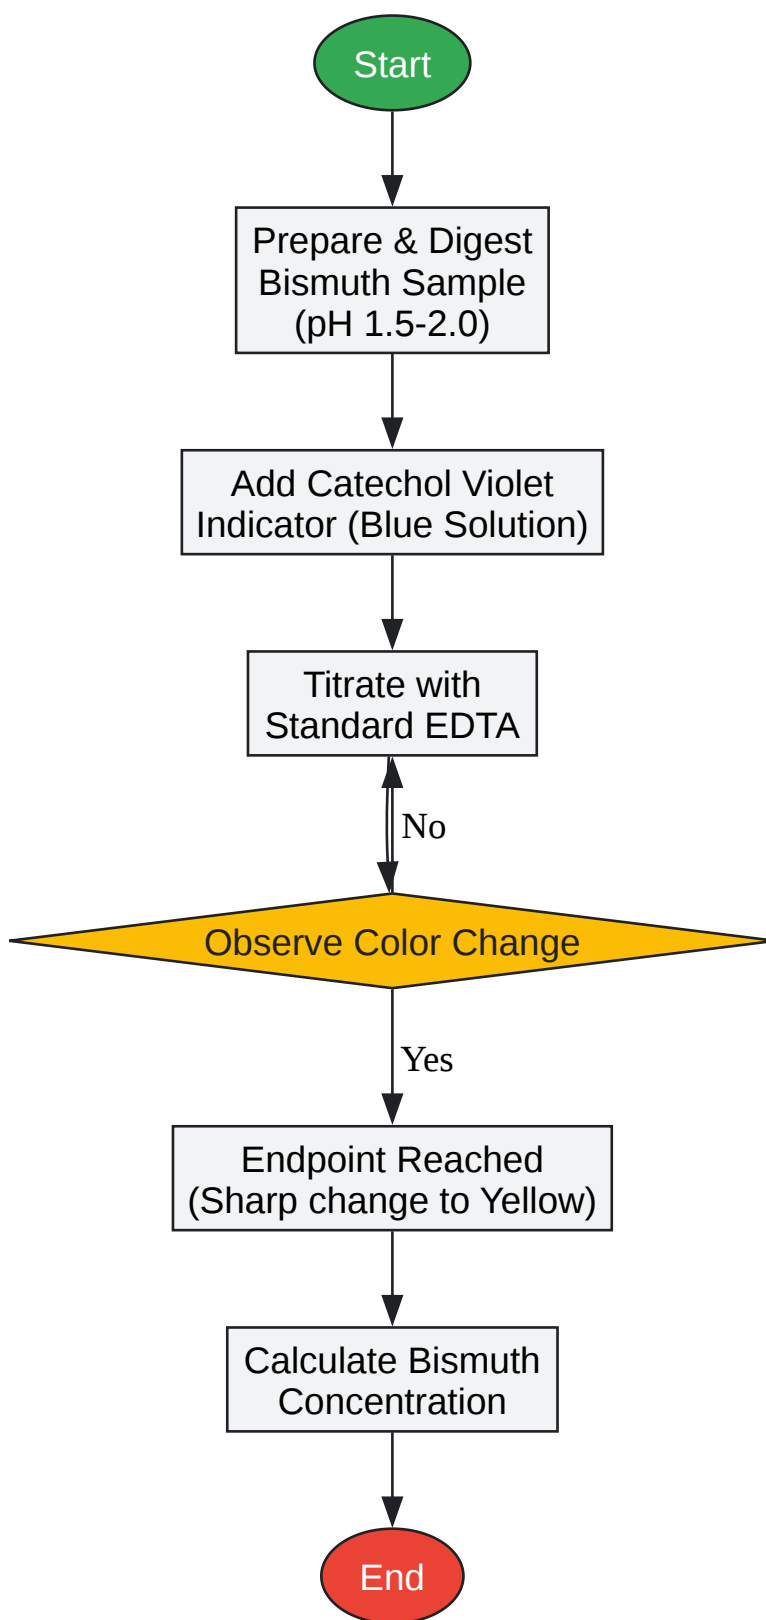 Start
Prepare & Digest
Bismuth Sample
(pH 1.5-2.0)
Add Catechol Violet
Indicator (Blue Solution)
Titrate with
Standard EDTA
No
Observe Color Change
Yes
Endpoint Reached
(Sharp change to Yellow)
Calculate Bismuth
Concentration
End